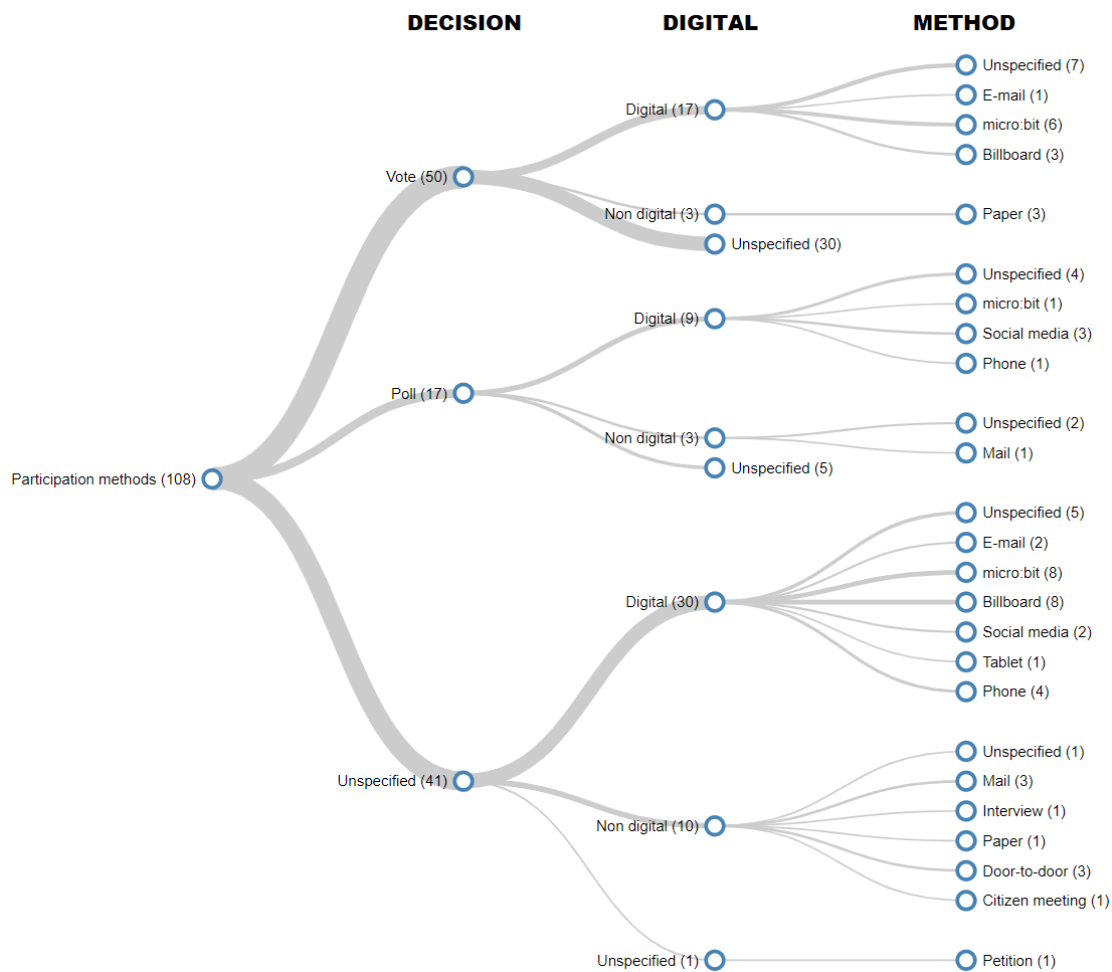 DECISION DIGITAL METHOD
Unspecified (7)
E-mail (1)
Digital (17)
micro:bit (6)
Billboard (3)
Vote (50)
Non digital (3)
Paper (3)
Unspecified (30)
Unspecified (4)
micro:bit (1)
Digital (9)
Social media (3)
Phone (1)
Poll (17)
Unspecified (2)
Non digital (3)
Mail (1)
Unspecified (5)
Participation methods (108)
Unspecified (5)
E-mail (2)
micro:bit (8)
Digital (30)
Billboard (8)
Social media (2)
Tablet (1)
Phone (4)
Unspecified (1)
Unspecified (41)
Mail (3)
Interview (1)
Non digital (10)
Paper (1)
Door-to-door (3)
Citizen meeting (1)
Unspecified (1)
Petition (1)